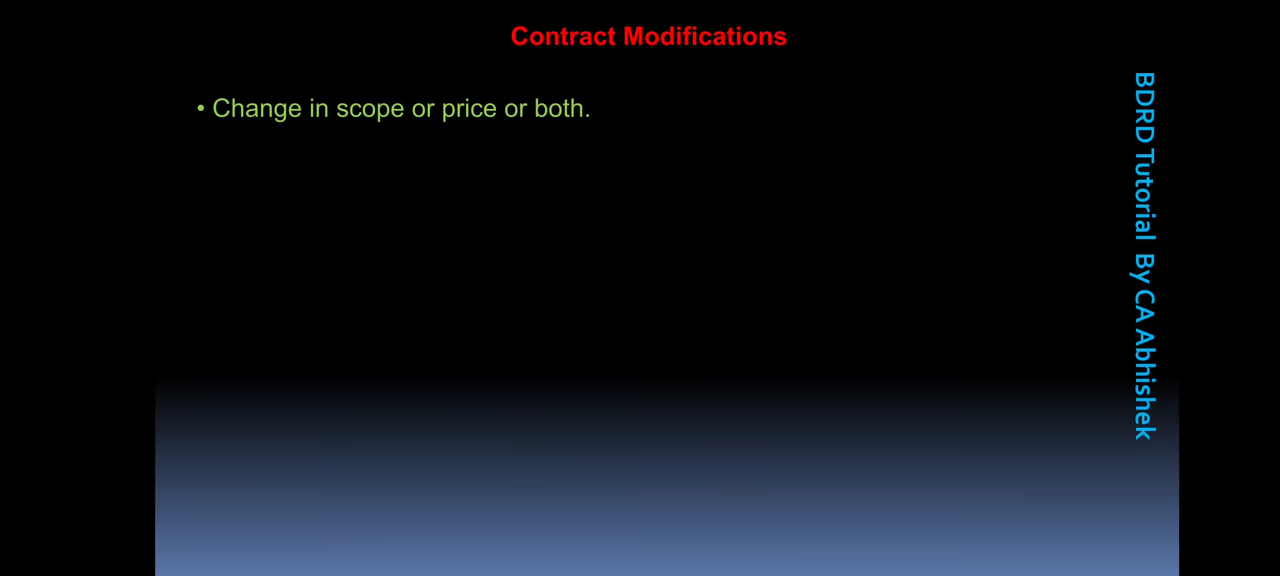 Contract Modifications
• Change in scope or price or both.
BDRD Tutorial By CA Abhishek